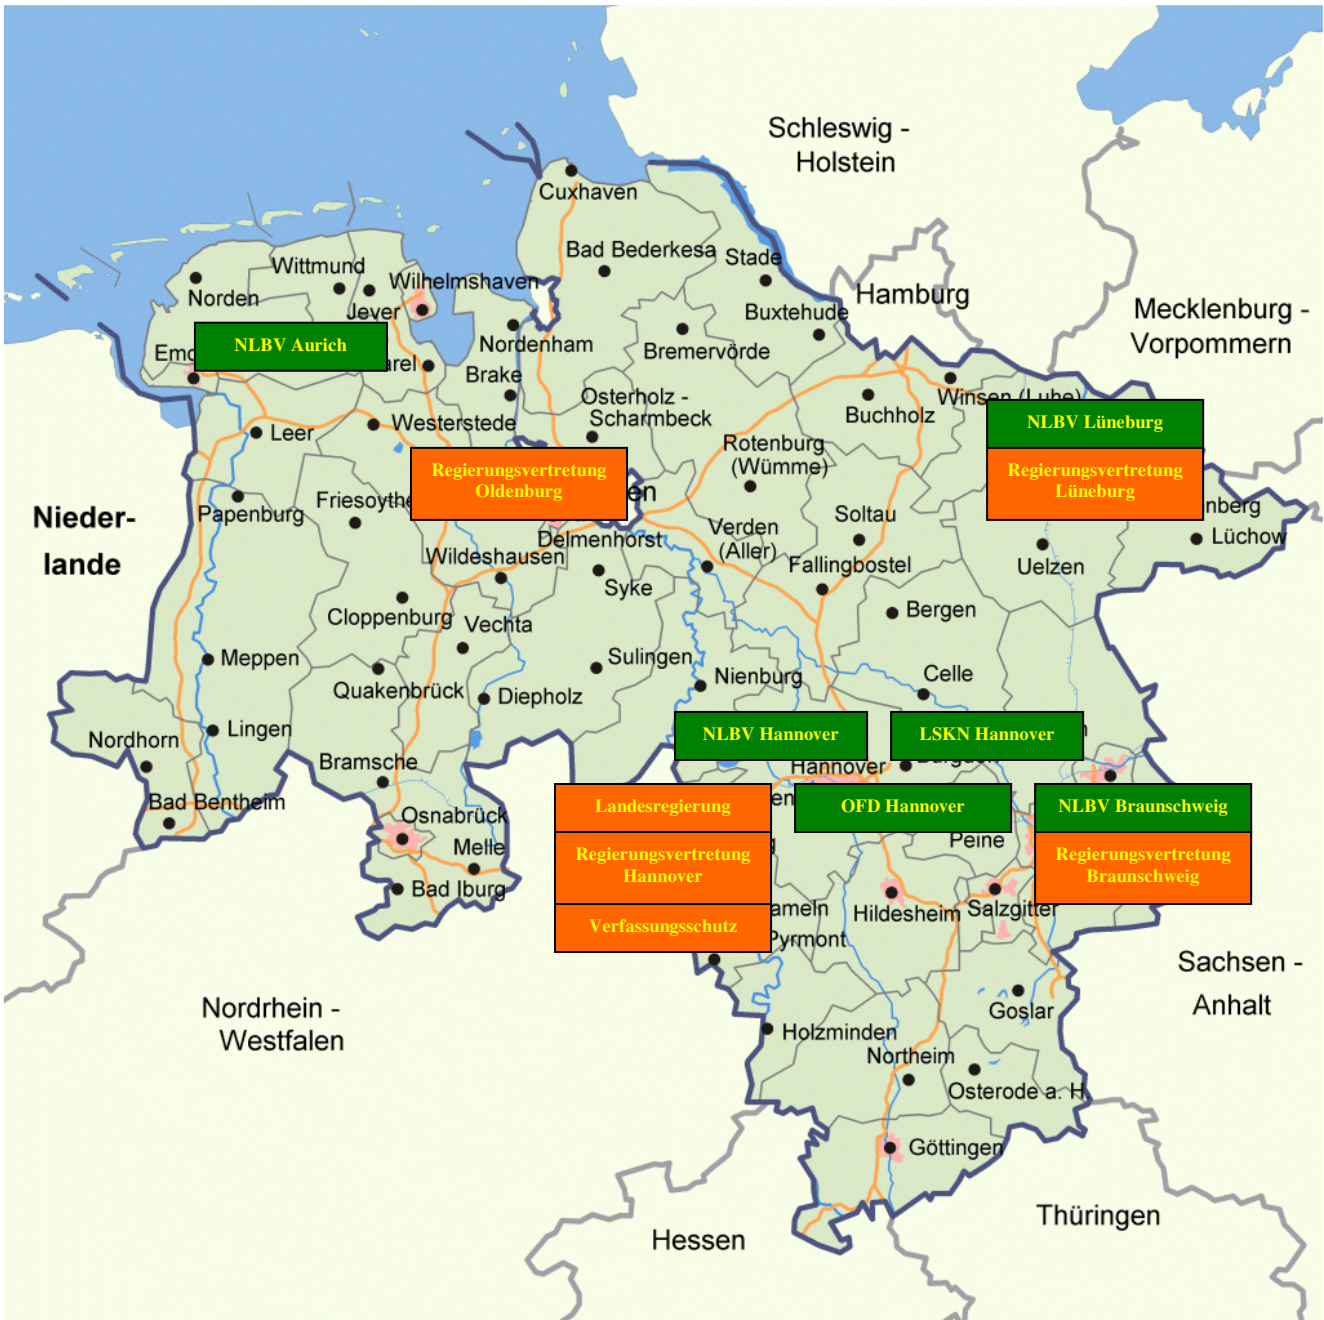 Schleswig -
Holstein
Cuxhaven
Bad Bederkesa
Stade
Wittmund
Wilhelmshaven
Norden
Jever
Hamburg
Buxtehude
Mecklenburg -
Vorpommern
NLBV Aurich
Nordenham
Bremervörde
Brake
Osterholz -
Scharmbeck
Winsen (Luhe)
Buchholz
Leer
Westerstede
NLBV Lüneburg
Rotenburg
(Wümme)
Regierungsvertretung
Oldenburg
Regierungsvertretung
Lüneburg
Friesoythe
Papenburg
Nieder-
lande
Soltau
Verden
(Aller)
Delmenhorst
Wildeshausen
Fallingbostel
Lüchow
Uelzen
Syke
Cloppenburg
Vechta
Bergen
Meppen
Sulingen
Quakenbrück
Diepholz
Nienburg
Celle
Lingen
Nordhorn
NLBV Hannover
LSKN Hannover
Bramsche
Hannover
Burgdorf
Bad Bentheim
Osnabrück
Landesregierung
OFD Hannover
NLBV Braunschweig
Melle
Peine
Regierungsvertretung
Hannover
Regierungsvertretung
Braunschweig
Bad Iburg
Hildesheim
Salzgitter
Verfassungsschutz
Pyrmont
Sachsen -
Anhalt
Nordrhein -
Westfalen
Goslar
Holzminden
Northeim
Osterode a. H.
Göttingen
Hessen
Thüringen